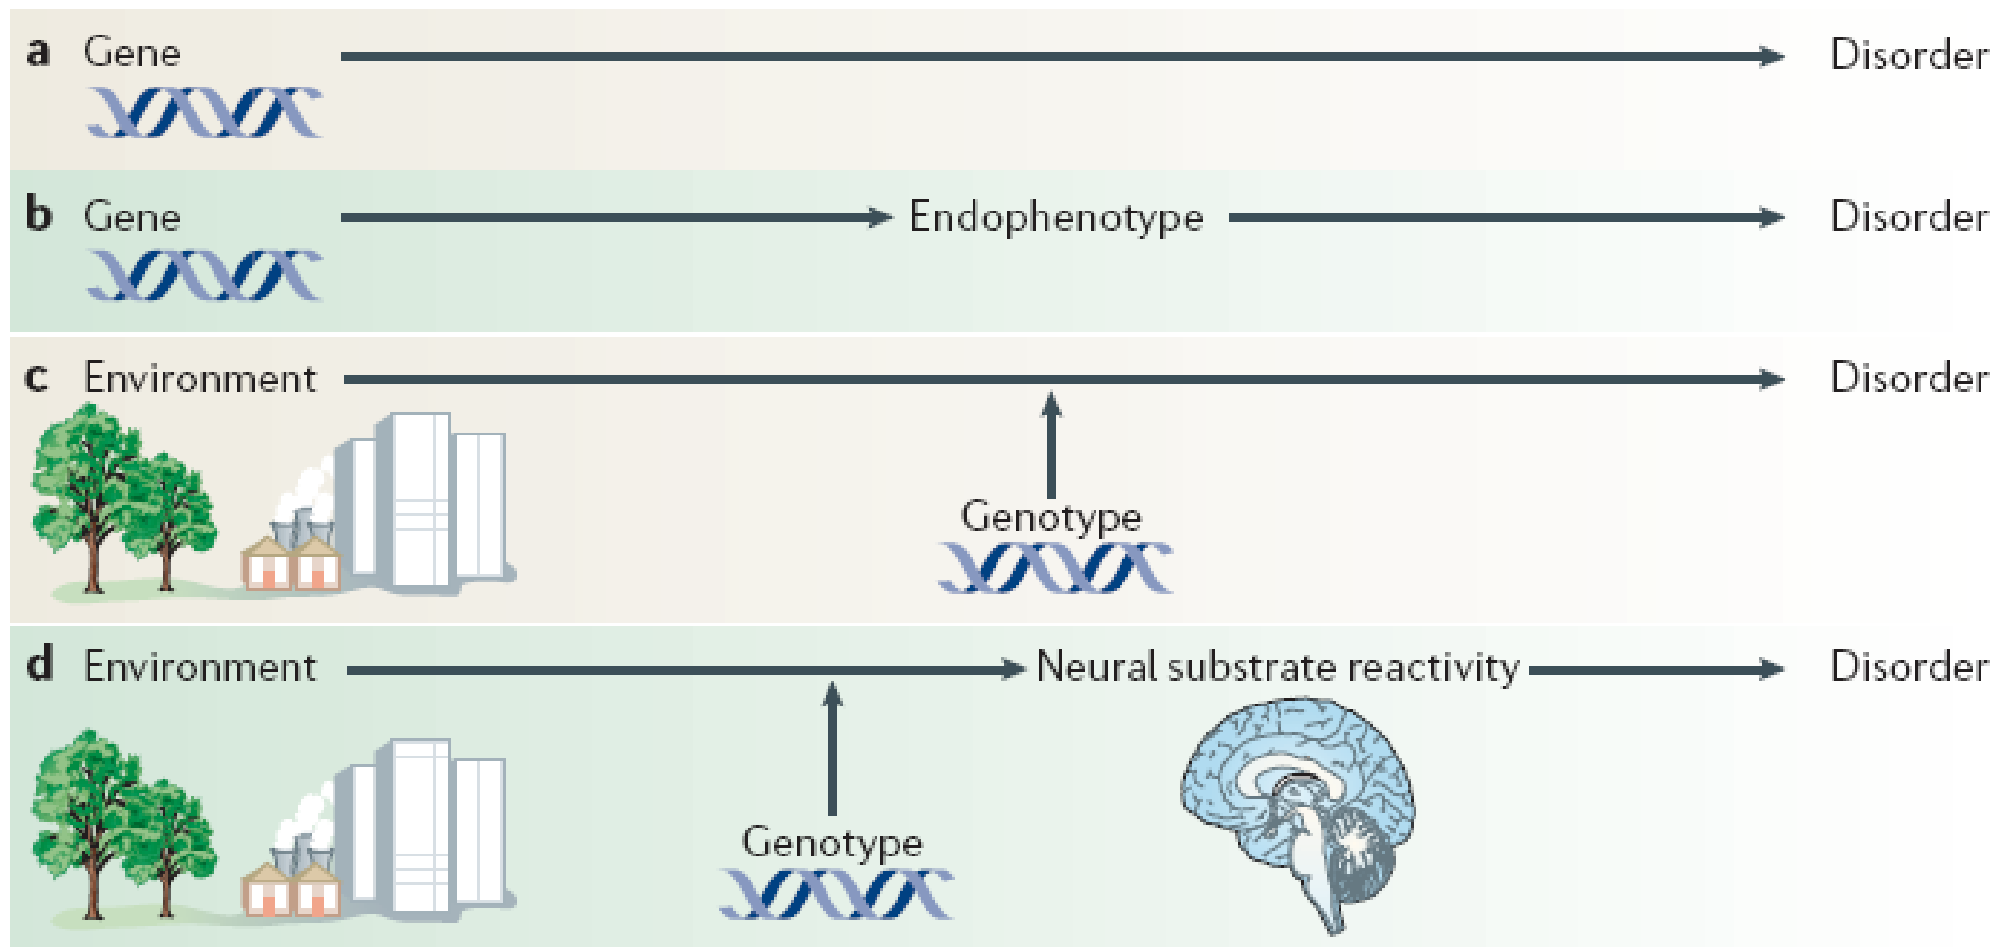 a Gene Disorder
b Gene Endophenotype Disorder
c Environment Disorder
Genotype
d Environment Neural substrate reactivity Disorder
Genotype